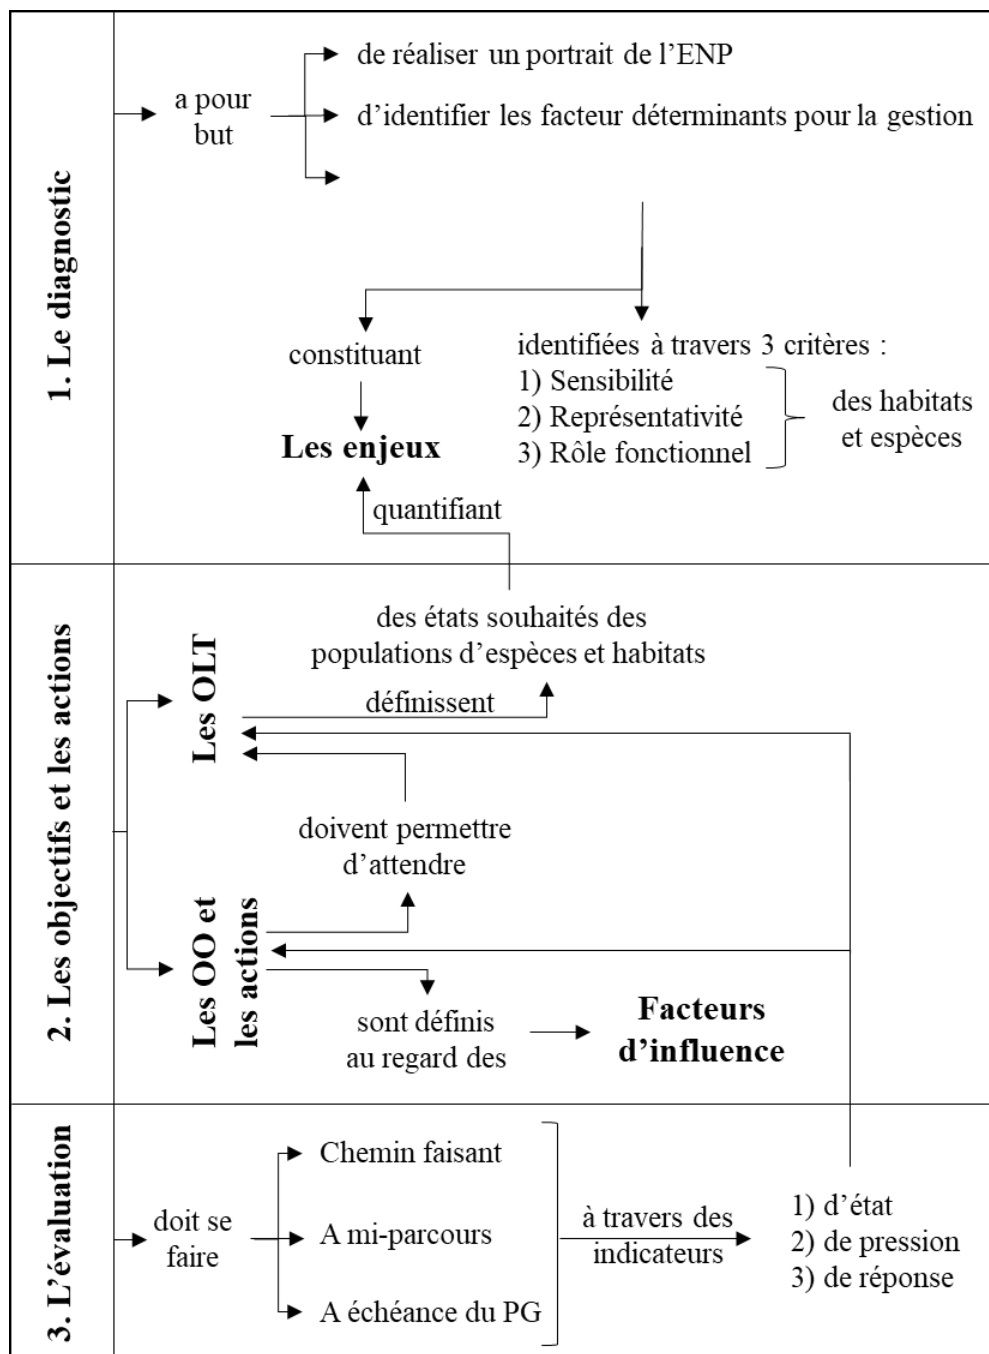 1. Le diagnostic
a pour
but
de réaliser un portrait de l’ENP
d’identifier les facteur déterminants pour la gestion
constituant
Les enjeux
identifiées à travers 3 critères :
1) Sensibilité
2) Représentativité
3) Rôle fonctionnel
des habitats
et espèces
quantifiant
2. Les objectifs et les actions
Les OLT
des états souhaités des
populations d’espèces et habitats
définissent
doivent permettre
d’attendre
Les OO et
les actions
sont définis
au regard des
Facteurs
d’influence
3. L’évaluation
doit se
faire
Chemin faisant
A mi-parcours
A échéance du PG
à travers des
indicateurs
1) d’état
2) de pression
3) de réponse